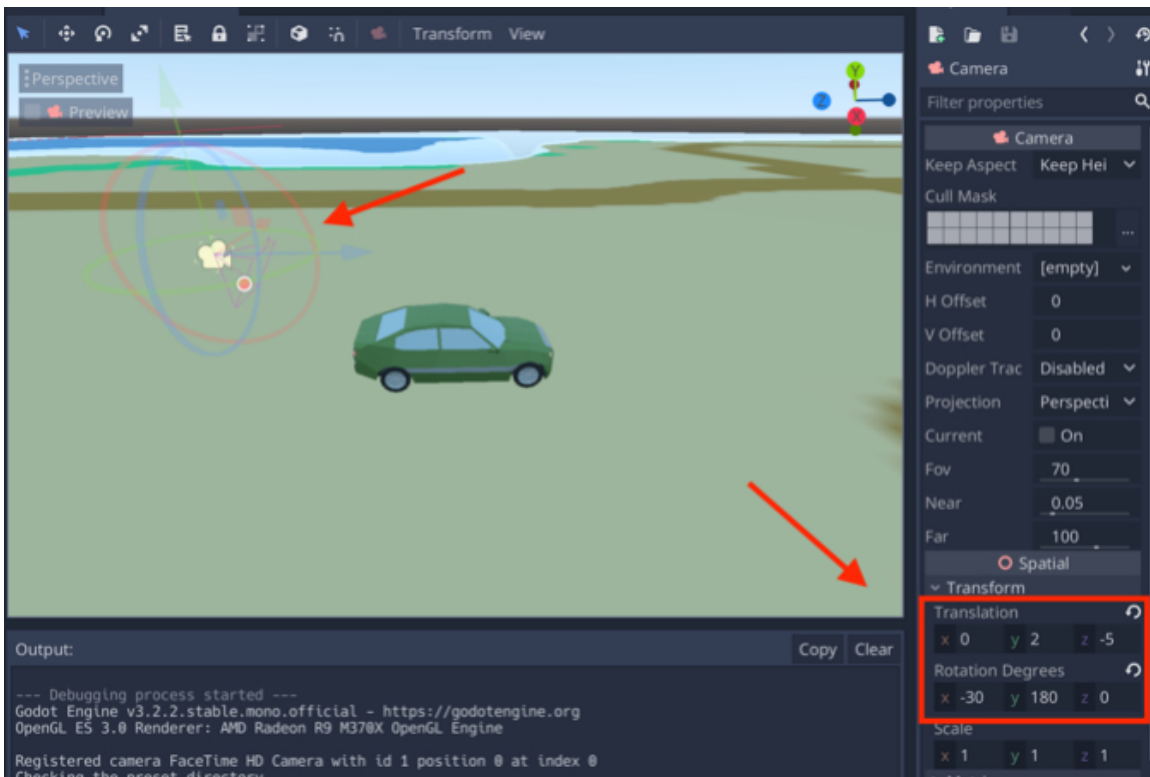 Transform View
Perspective
Preview
Y
Z
X
Output:
Copy Clear
--- Debugging process started ---
Godot Engine v3.2.2.stable.mono.official - https://godotengine.org
OpenGL ES 3.0 Renderer: AMD Radeon R9 M370X OpenGL Engine
Registered camera FaceTime HD Camera with id 1 position 0 at index 0
Checking the preset directory
Camera
Filter properties
Camera
Keep Aspect Keep Hei
Cull Mask
...
Environment [empty]
H Offset 0
V Offset 0
Doppler Trac Disabled
Projection Perspecti
Current On
Fov 70
Near 0.05
Far 100
Spatial
Transform
Translation
x 0 y 2 z -5
Rotation Degrees
x -30 y 180 z 0
Scale
x 1 y 1 z 1